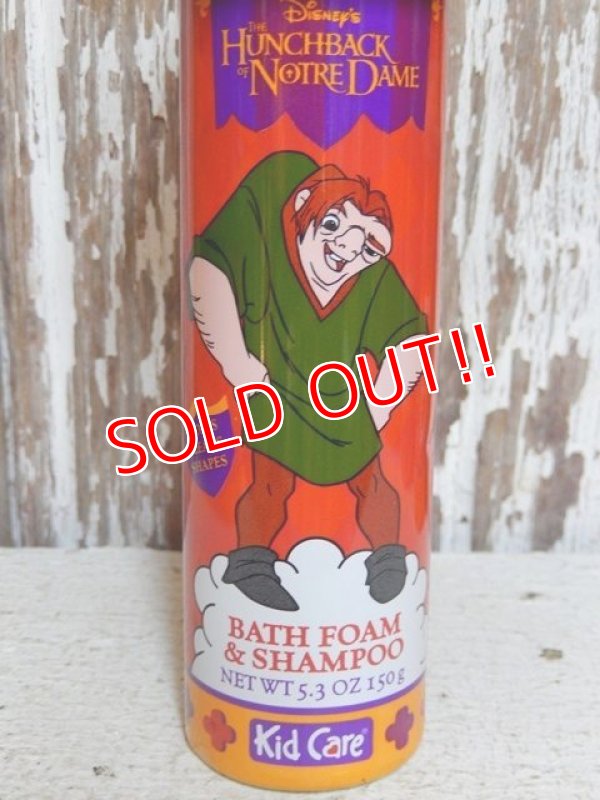 DISNEY'S
THE
HUNCHBACK
OF NOTRE DAME
SOLD OUT!!
SHAPES
BATH FOAM
& SHAMPOO
NET WT 5.3 OZ 150g
Kid Care®